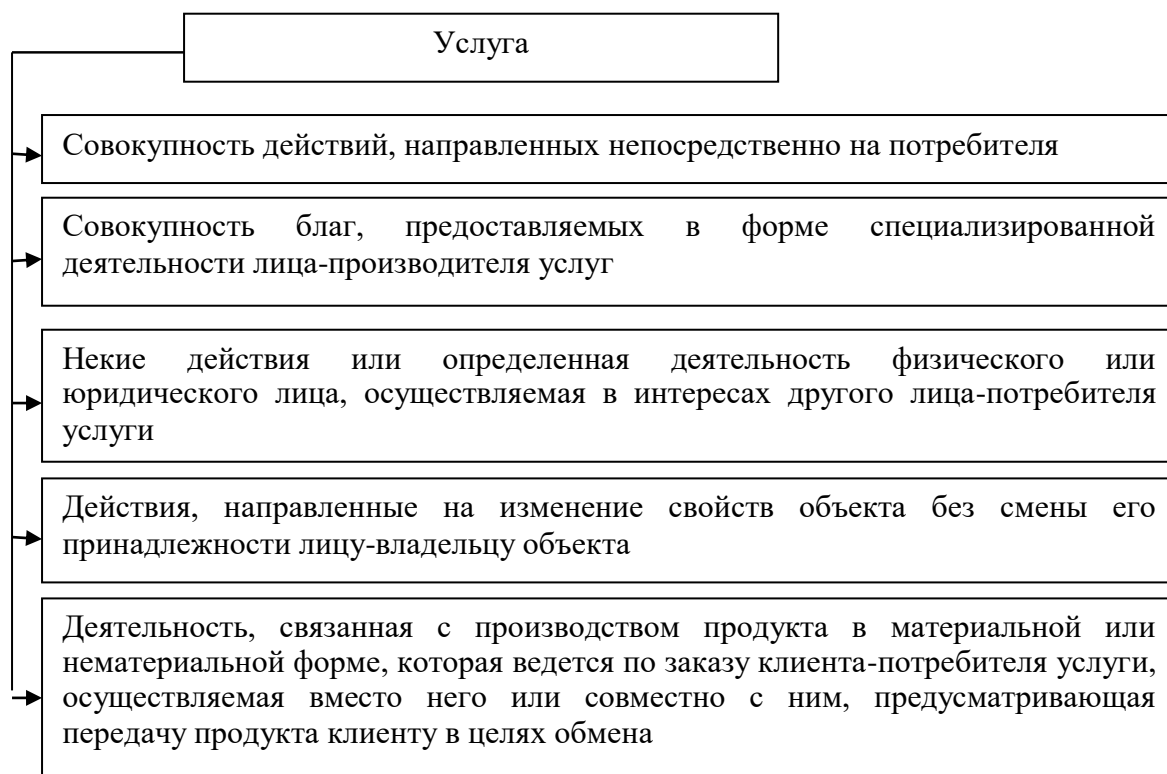 Услуга
Совокупность действий, направленных непосредственно на потребителя
Совокупность благ, предоставляемых в форме специализированной
деятельности лица-производителя услуг
Некие действия или определенная деятельность физического или
юридического лица, осуществляемая в интересах другого лица-потребителя
услуги
Действия, направленные на изменение свойств объекта без смены его
принадлежности лицу-владельцу объекта
Деятельность, связанная с производством продукта в материальной или
нематериальной форме, которая ведется по заказу клиента-потребителя услуги,
осуществляемая вместо него или совместно с ним, предусматривающая
передачу продукта клиенту в целях обмена